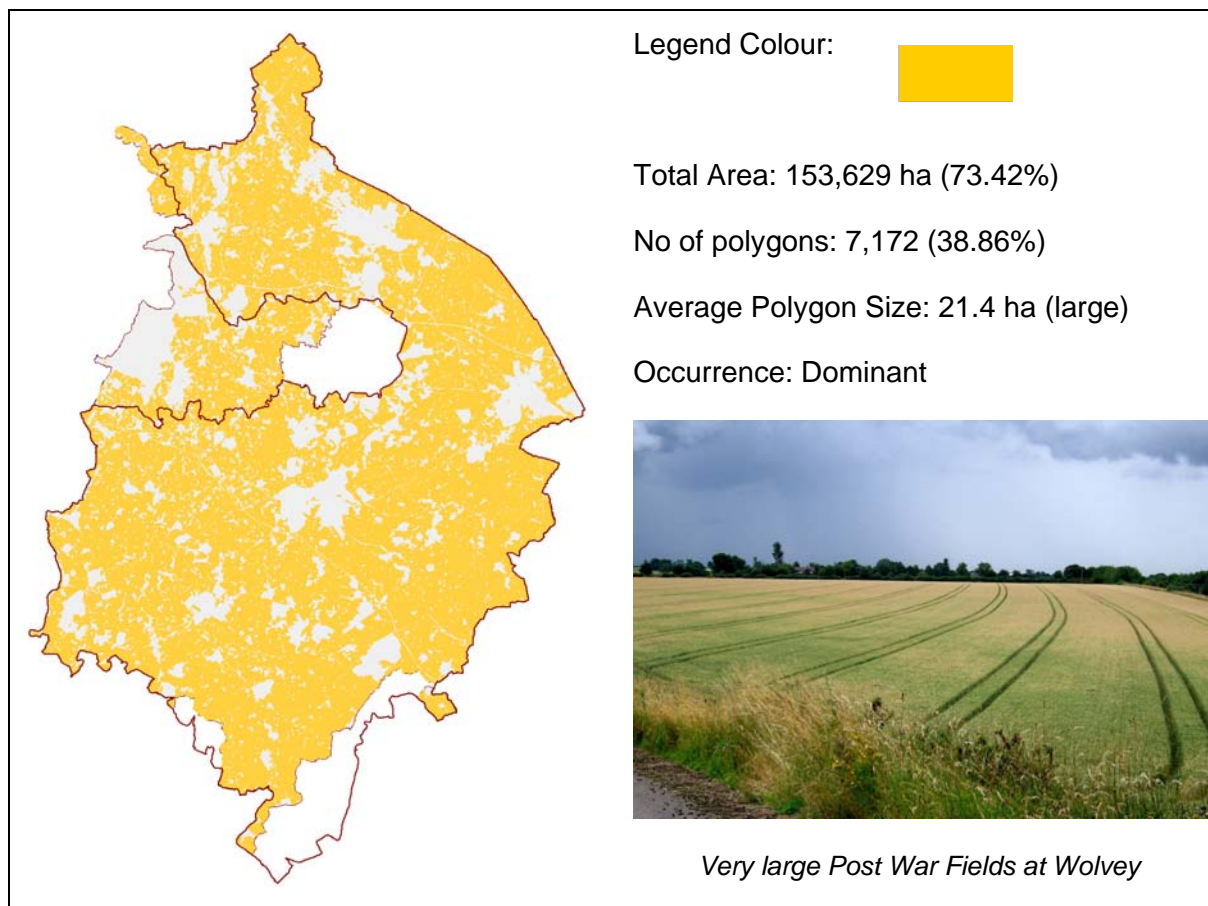 Legend Colour:
Total Area: 153,629 ha (73.42%)
No of polygons: 7,172 (38.86%)
Average Polygon Size: 21.4 ha (large)
Occurrence: Dominant
Very large Post War Fields at Wolvey